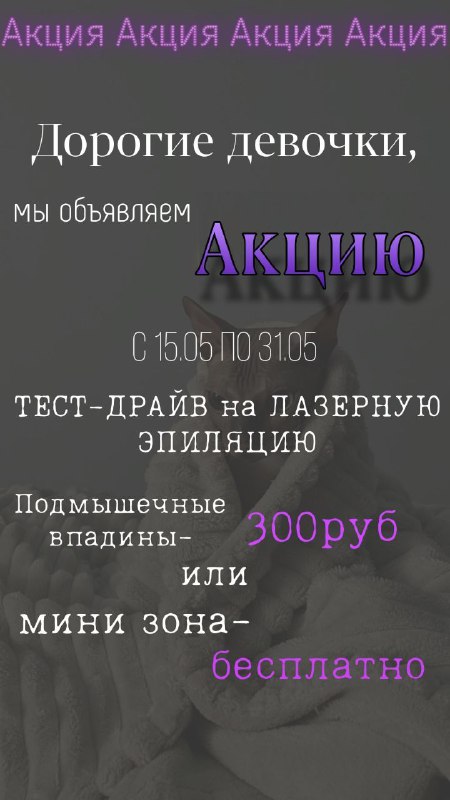 Акция Акция Акция Акция
Дорогие девочки,
мы объявляем
Акцию
С 15.05 ПО 31.05
ТЕСТ-ДРАЙВ на ЛАЗЕРНУЮ
ЭПИЛЯЦИЮ
Подмышечные
впадины- 300руб
или
мини зона-
бесплатно